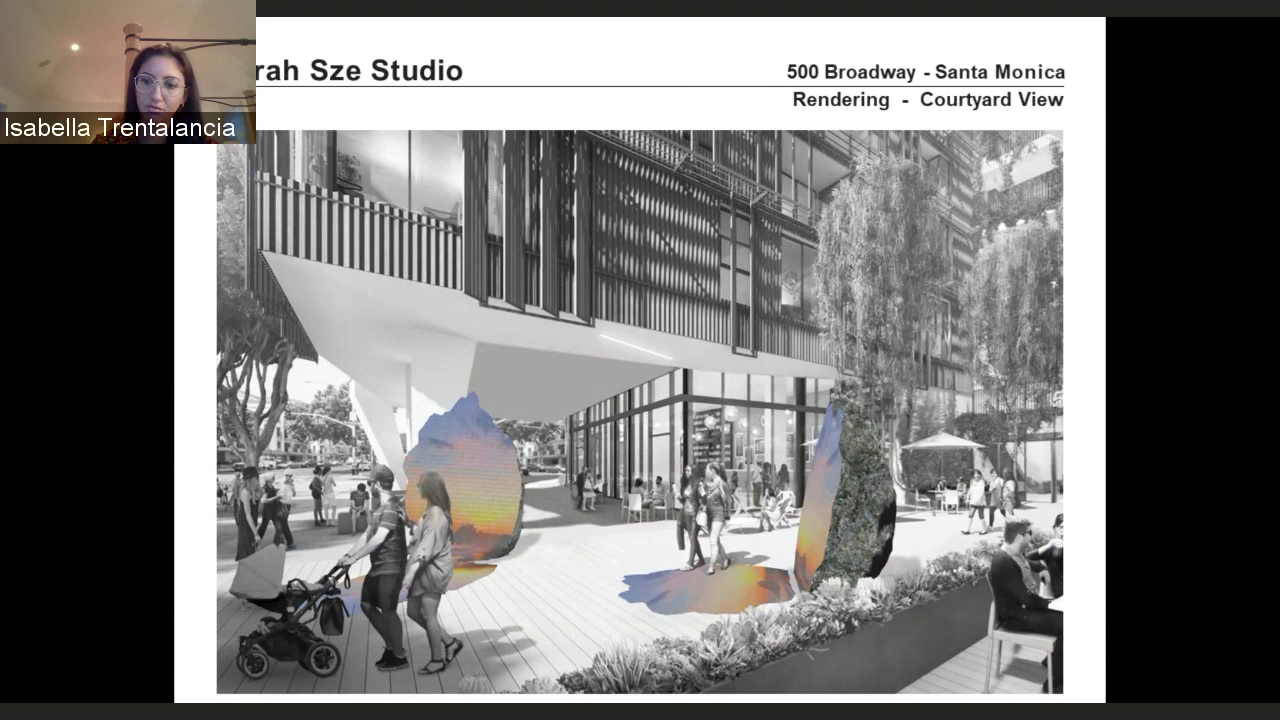 rah Sze Studio
500 Broadway - Santa Monica
Rendering - Courtyard View
Isabella Trentalancia